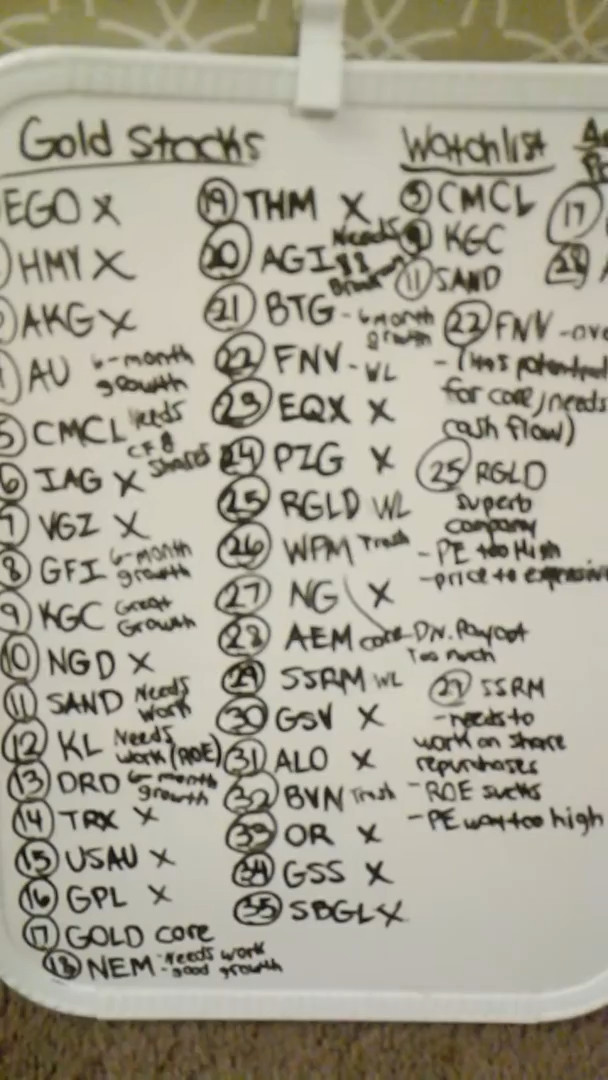 Gold Stocks
EGO X
HMY X
AKG X
AU 6-month growth
5 CMCL Needs CF & Shares
6 IAG X
7 VGZ X
8 GFI 6-month growth
9 KGC Great Growth
10 NGD X
11 SAND Needs Work
12 KL Needs work (ROE)
13 DRD 6-month growth
14 TRX X
15 USAU X
16 GPL X
17 GOLD core
18 NEM - Needs work - good growth
19 THM X
20 AGI Needs
21 BTG - 6-month growth
22 FNV - WL
23 EQX X
24 PZG X
25 RGLD WL
26 WPM Trash
27 NG X
28 AEM core - Div. Payout Too much
29 SSRM WL
30 GSV X
31 ALO X
32 BVN Trash
33 OR X
34 GSS X
35 SBGL X
Watchlist
5 CMCL
9 KGC
11 SAND
22 FNV -
- (Has potential
for core, needs
cash flow)
25 RGLD
superb
company
- PE too High
- price to expensive
29 SSRM
- needs to
work on share
repurchases
- ROE sucks
- PE way too high
17
28